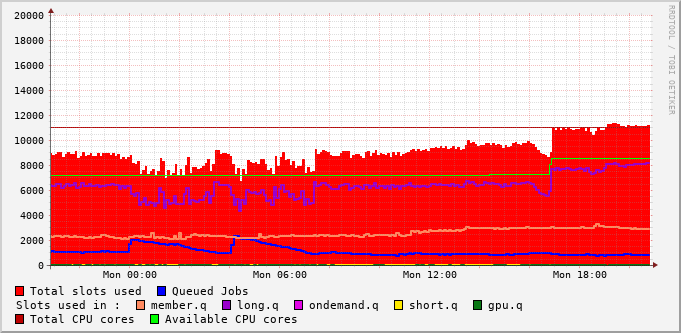 20000
18000
16000
14000
12000
10000
8000
6000
4000
2000
0
Mon 00:00 Mon 06:00 Mon 12:00 Mon 18:00
RRDTOOL / TOBI OETIKER
Total slots used Queued Jobs
Slots used in : member.q long.q ondemand.q short.q gpu.q
Total CPU cores Available CPU cores